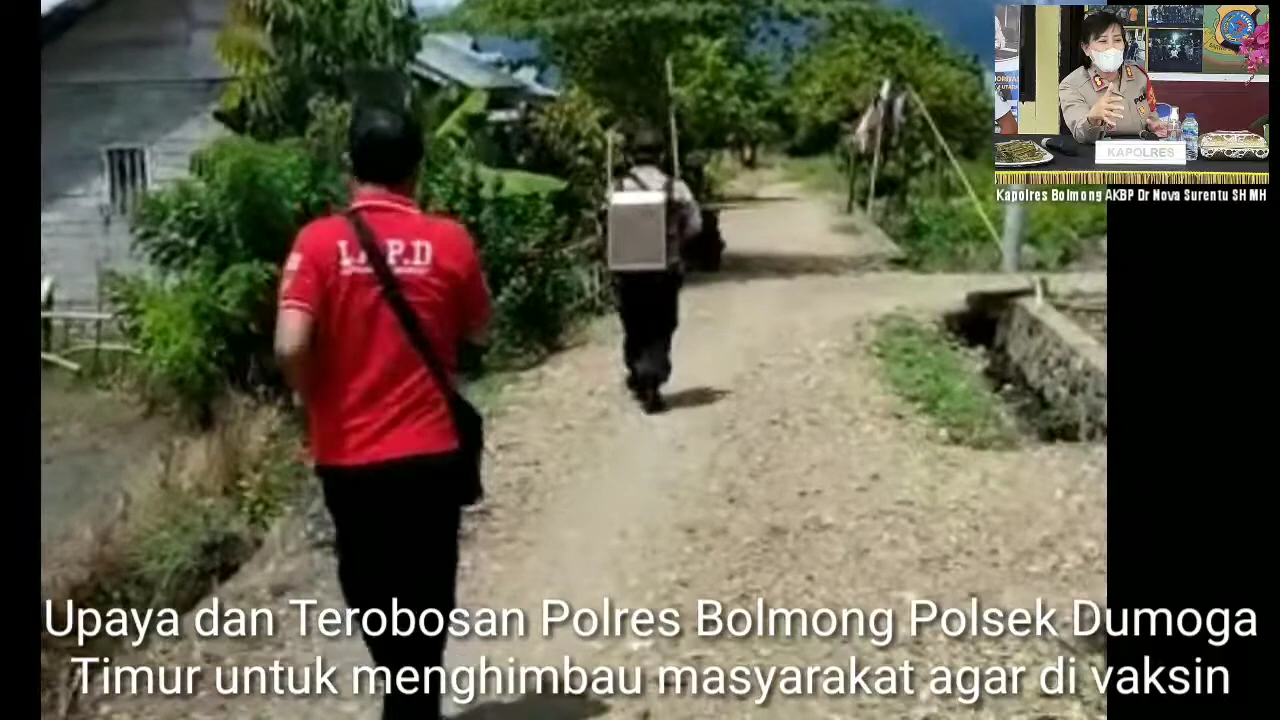 KAPOLRES
Kapolres Bolmong AKBP Dr Nova Surentu SH MH
Upaya dan Terobosan Polres Bolmong Polsek Dumoga
Timur untuk menghimbau masyarakat agar di vaksin